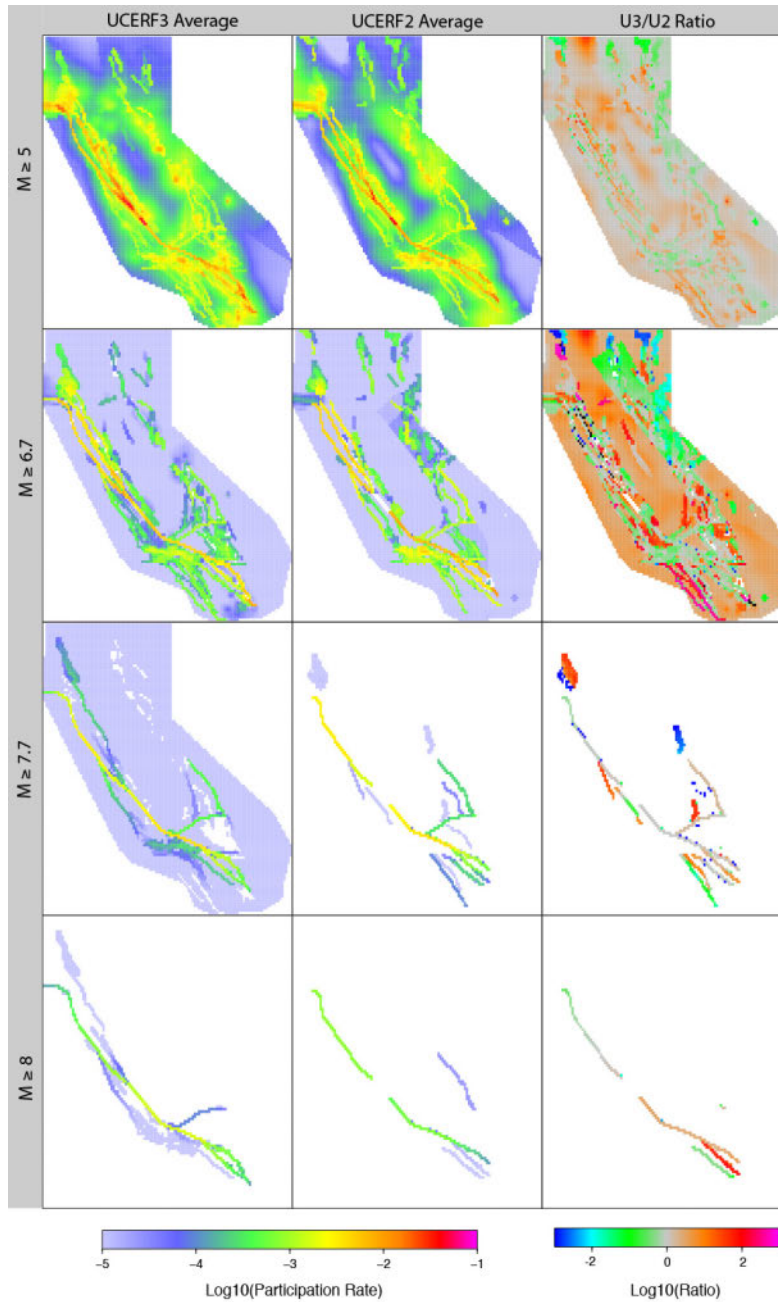 UCERF3 Average
UCERF2 Average
U3/U2 Ratio
M ≥ 5
M ≥ 6.7
M ≥ 7.7
M ≥ 8
-5 -4 -3 -2 -1
Log10(Participation Rate)
-2 0 2
Log10(Ratio)